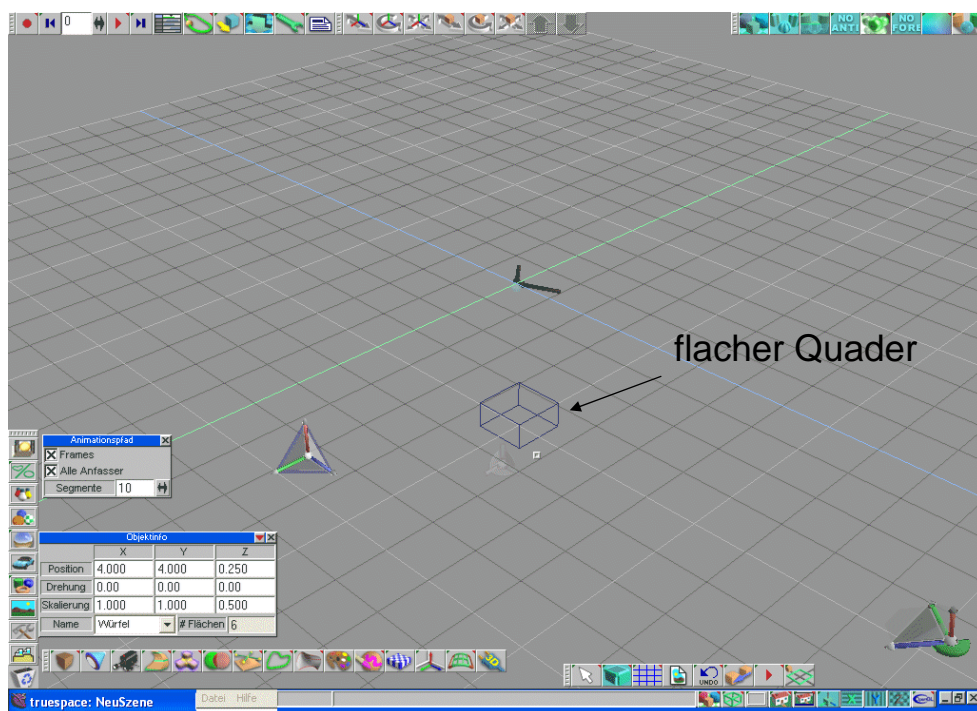 0
NO ANTI
NO FORE
flacher Quader
Animationspfad
Frames
Alle Anfasser
Segmente 10
Objektinfo
X Y Z
Position 4.000 4.000 0.250
Drehung 0.00 0.00 0.00
Skalierung 1.000 1.000 0.500
Name Würfel # Flächen 6
UNDO
truespace: NeuSzene Datei Hilfe